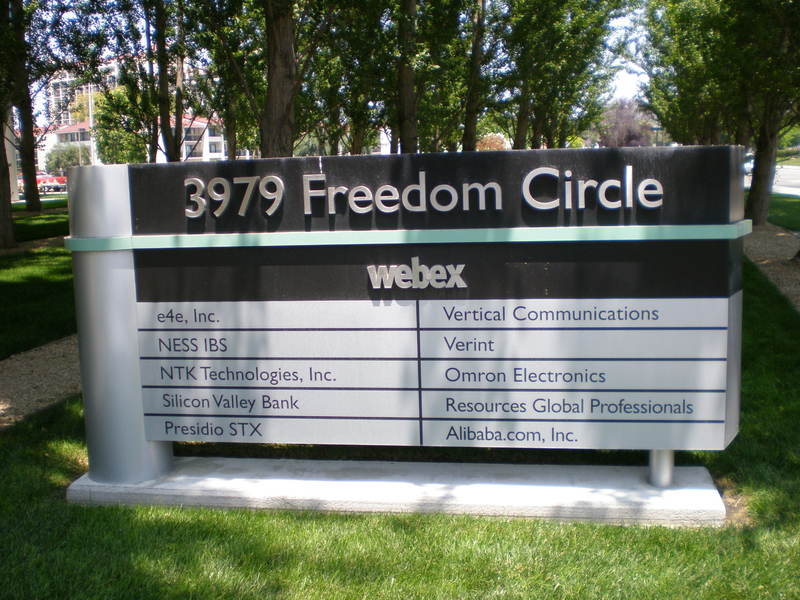 3979 Freedom Circle
webex
e4e, Inc.
NESS IBS
NTK Technologies, Inc.
Silicon Valley Bank
Presidio STX
Vertical Communications
Verint
Omron Electronics
Resources Global Professionals
Alibaba.com, Inc.